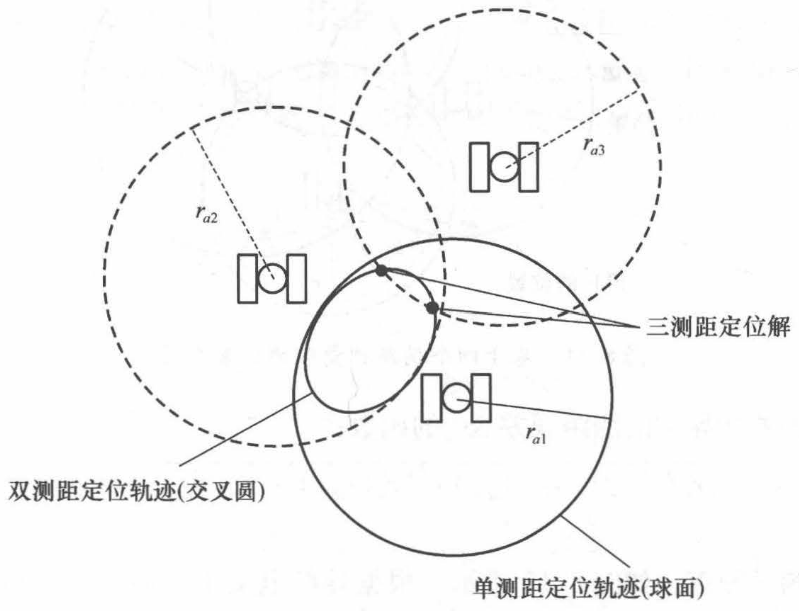 r_{a3}
r_{a2}
三测距定位解
r_{a1}
双测距定位轨迹(交叉圆)
单测距定位轨迹(球面)